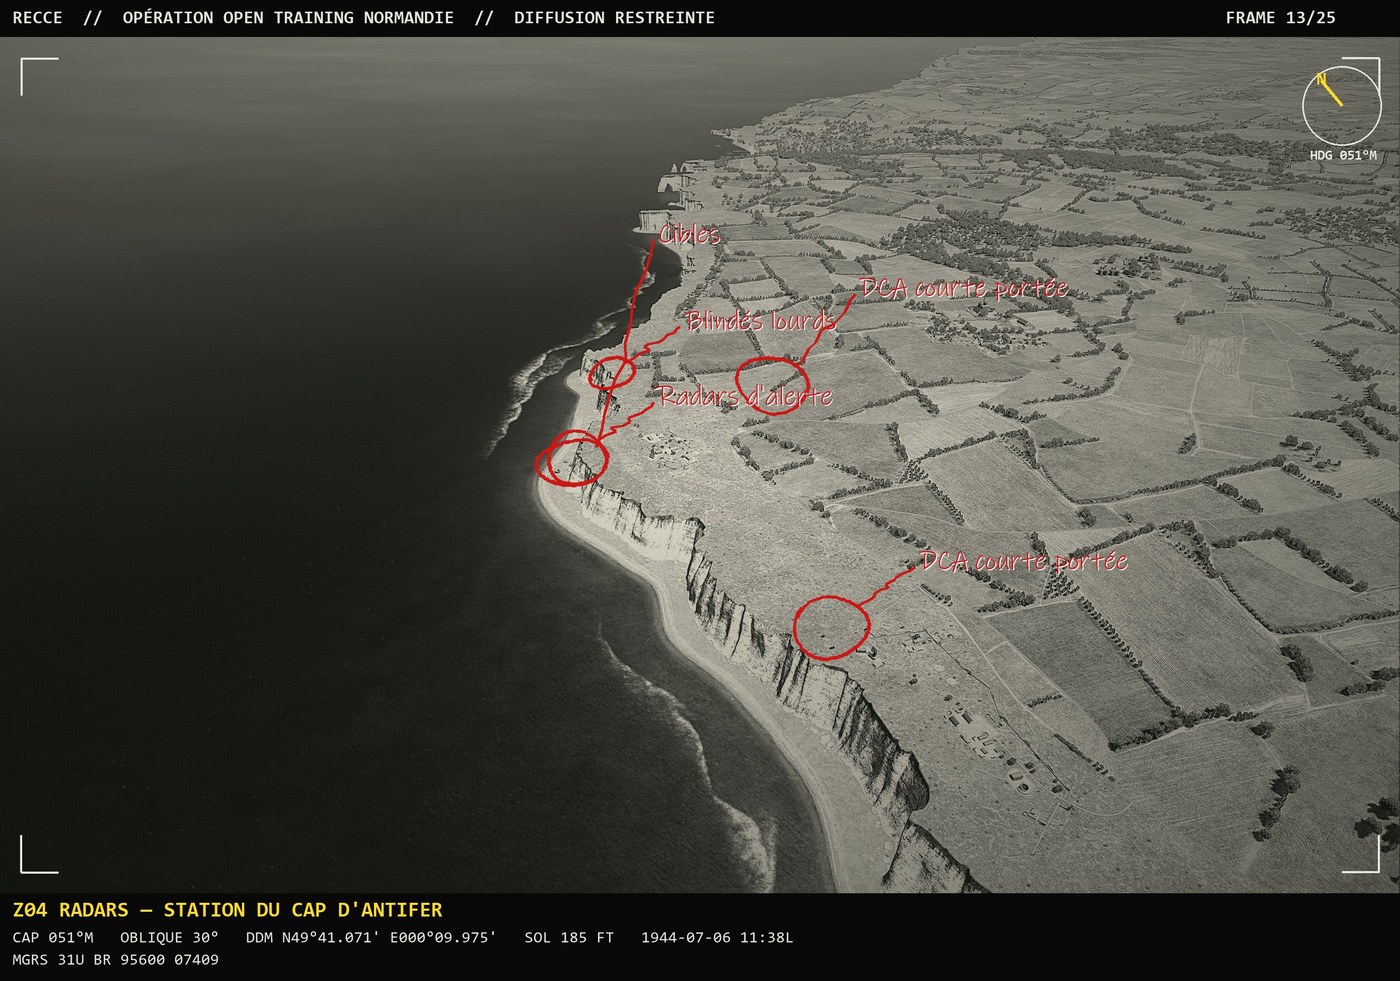 RECCE // OPÉRATION OPEN TRAINING NORMANDIE // DIFFUSION RESTREINTE
FRAME 13/25
N
HDG 051°M
Cibles
DCA courte portée
Blindés lourds
Radars d'alerte
DCA courte portée
Z04 RADARS — STATION DU CAP D'ANTIFER
CAP 051°M OBLIQUE 30° DDM N49°41.071' E000°09.975' SOL 185 FT 1944-07-06 11:38L
MGRS 31U BR 95600 07409